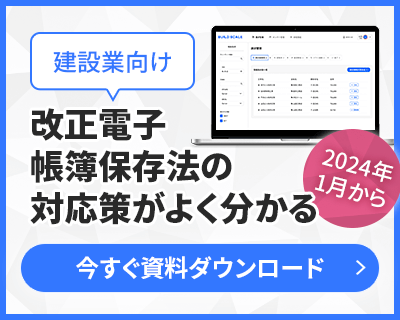 建設業向け
BUILD SCALE
改正電子
帳簿保存法の
対応策がよく分かる
2024年
1月から
今すぐ資料ダウンロード